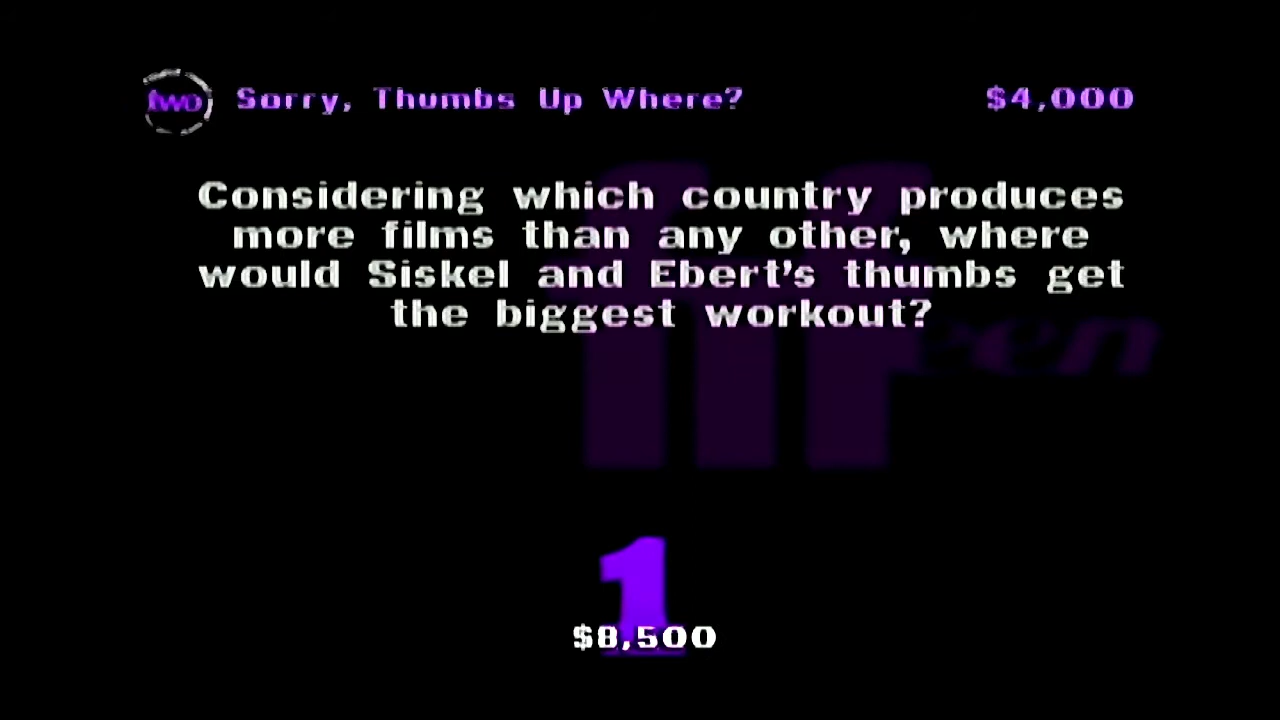 two Sorry, Thumbs Up Where? $4,000
Considering which country produces
more films than any other, where
would Siskel and Ebert's thumbs get
the biggest workout?
fifteen
1
$8,500